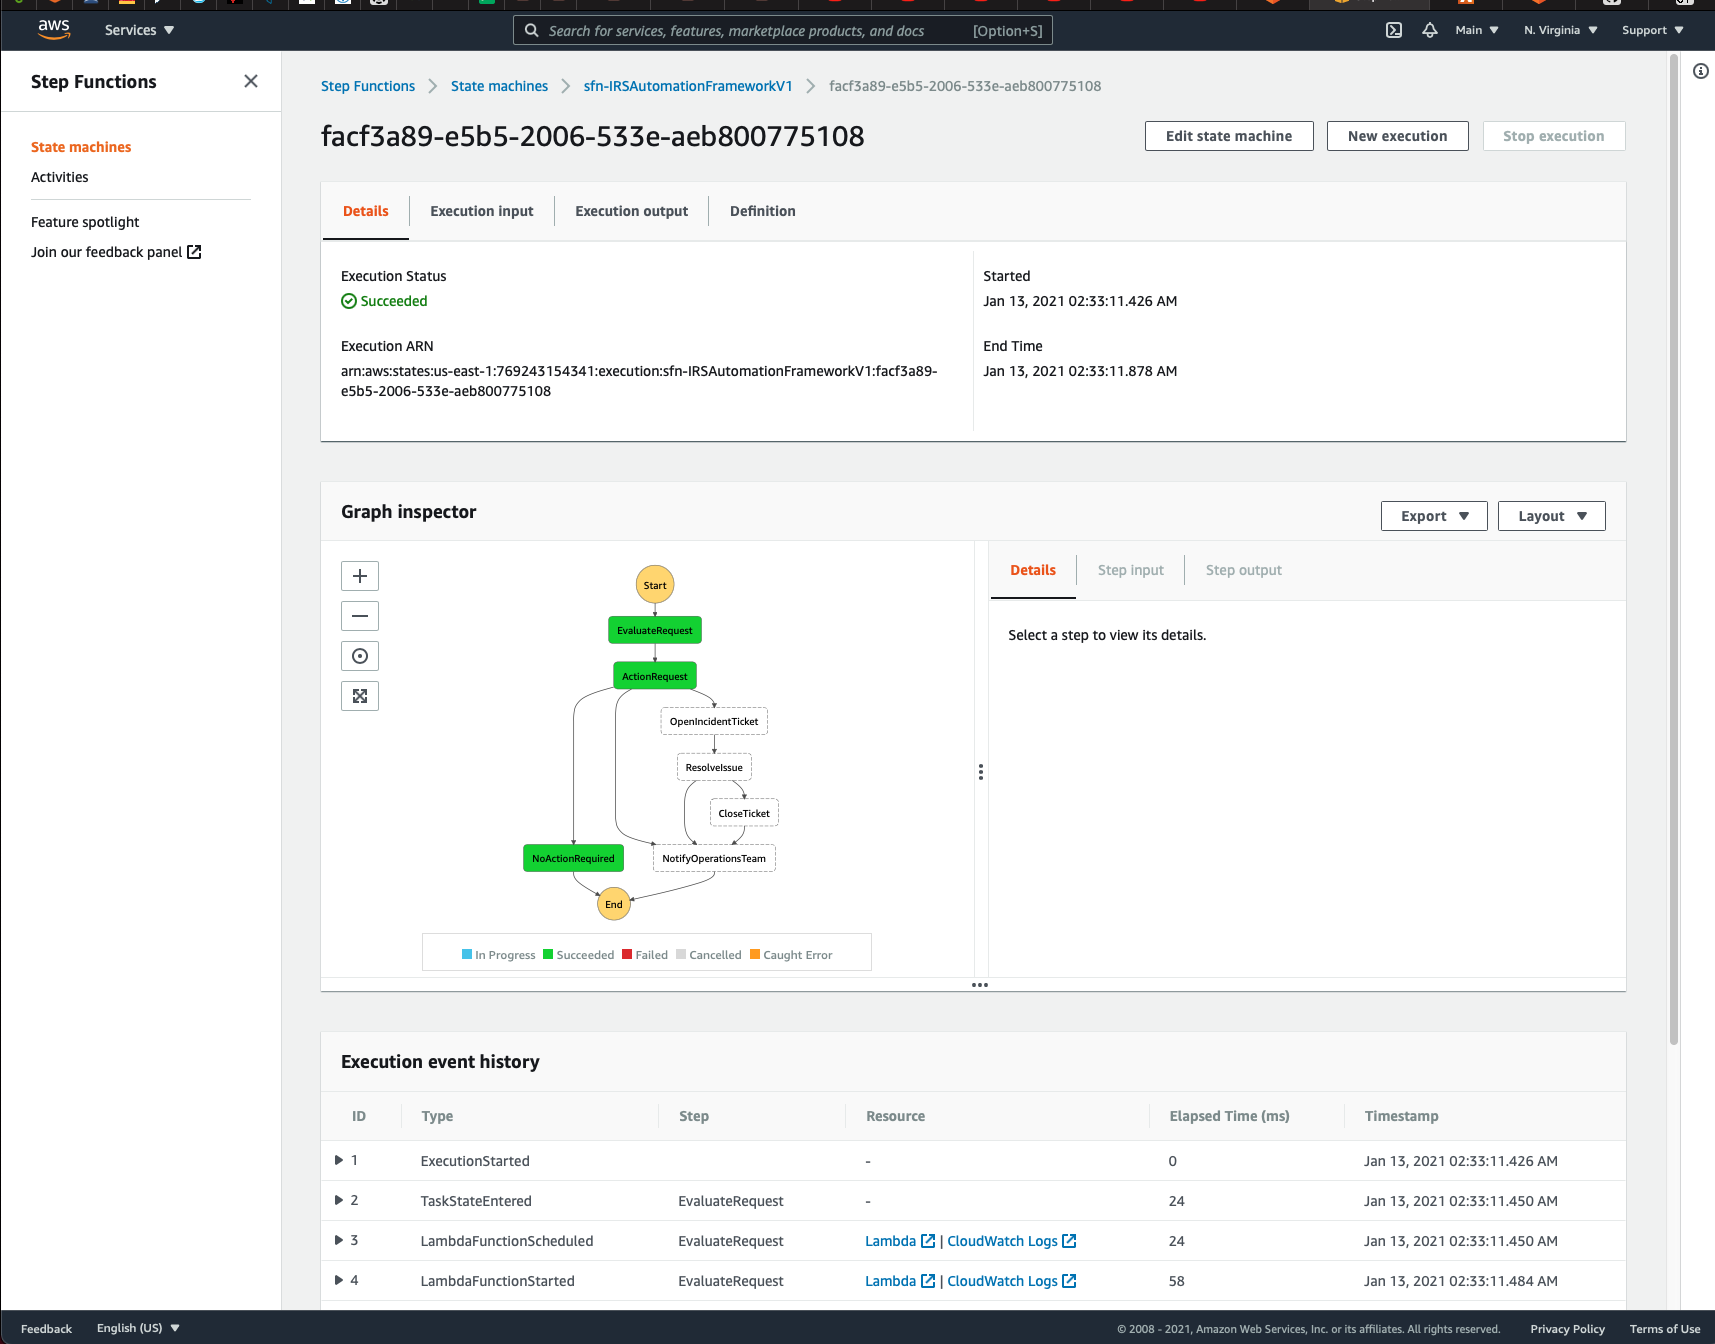 aws
Services
Search for services, features, marketplace products, and docs
[Option+S]
Main
N. Virginia
Support
Step Functions
State machines
Activities
Feature spotlight
Join our feedback panel
Step Functions
State machines
sfn-IRSAutomationFrameworkV1
facf3a89-e5b5-2006-533e-aeb800775108
facf3a89-e5b5-2006-533e-aeb800775108
Edit state machine
New execution
Stop execution
Details
Execution input
Execution output
Definition
Execution Status
Succeeded
Execution ARN
arn:aws:states:us-east-1:769243154341:execution:sfn-IRSAutomationFrameworkV1:facf3a89-
e5b5-2006-533e-aeb800775108
Started
Jan 13, 2021 02:33:11.426 AM
End Time
Jan 13, 2021 02:33:11.878 AM
Graph inspector
Export
Layout
Start
EvaluateRequest
ActionRequest
OpenIncidentTicket
ResolveIssue
CloseTicket
NoActionRequired
NotifyOperationsTeam
End
In Progress
Succeeded
Failed
Cancelled
Caught Error
Details
Step input
Step output
Select a step to view its details.
Execution event history
ID Type Step Resource Elapsed Time (ms) Timestamp
1 ExecutionStarted - 0 Jan 13, 2021 02:33:11.426 AM
2 TaskStateEntered EvaluateRequest - 24 Jan 13, 2021 02:33:11.450 AM
3 LambdaFunctionScheduled EvaluateRequest Lambda | CloudWatch Logs 24 Jan 13, 2021 02:33:11.450 AM
4 LambdaFunctionStarted EvaluateRequest Lambda | CloudWatch Logs 58 Jan 13, 2021 02:33:11.484 AM
Feedback
English (US)
© 2008 - 2021, Amazon Web Services, Inc. or its affiliates. All rights reserved.
Privacy Policy
Terms of Use